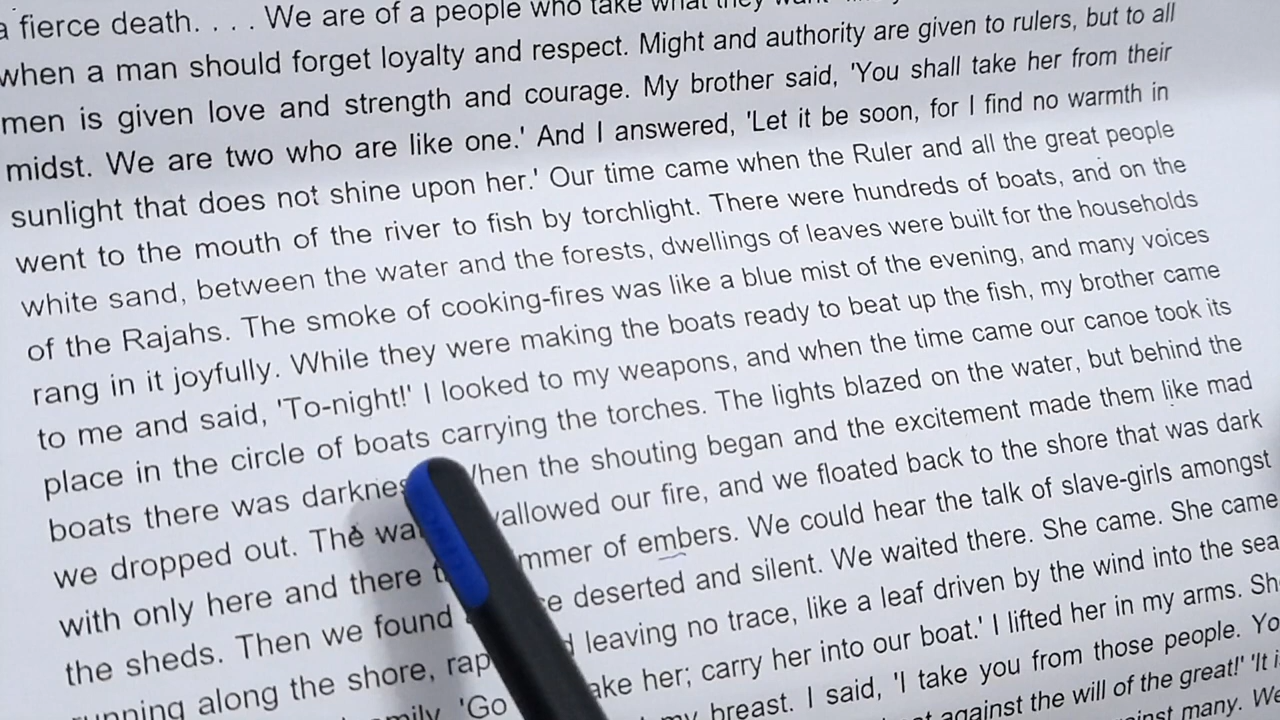 a fierce death. . . . We are of a people who take what they
when a man should forget loyalty and respect. Might and authority are given to rulers, but to all
men is given love and strength and courage. My brother said, 'You shall take her from their
midst. We are two who are like one.' And I answered, 'Let it be soon, for I find no warmth in
sunlight that does not shine upon her.' Our time came when the Ruler and all the great people
went to the mouth of the river to fish by torchlight. There were hundreds of boats, and on the
white sand, between the water and the forests, dwellings of leaves were built for the households
of the Rajahs. The smoke of cooking-fires was like a blue mist of the evening, and many voices
rang in it joyfully. While they were making the boats ready to beat up the fish, my brother came
to me and said, 'To-night!' I looked to my weapons, and when the time came our canoe took its
place in the circle of boats carrying the torches. The lights blazed on the water, but behind the
boats there was darkness When the shouting began and the excitement made them like mad
we dropped out. The our fire, and we floated back to the shore that was dark
with only here and there of embers. We could hear the talk of slave-girls amongst
the sheds. Then we found deserted and silent. We waited there. She came. She came
running along the shore, leaving no trace, like a leaf driven by the wind into the sea
'Go take her; carry her into our boat.' I lifted her in my arms.
my breast. I said, 'I take you from those people.
against the will of the great!' 'It
many.